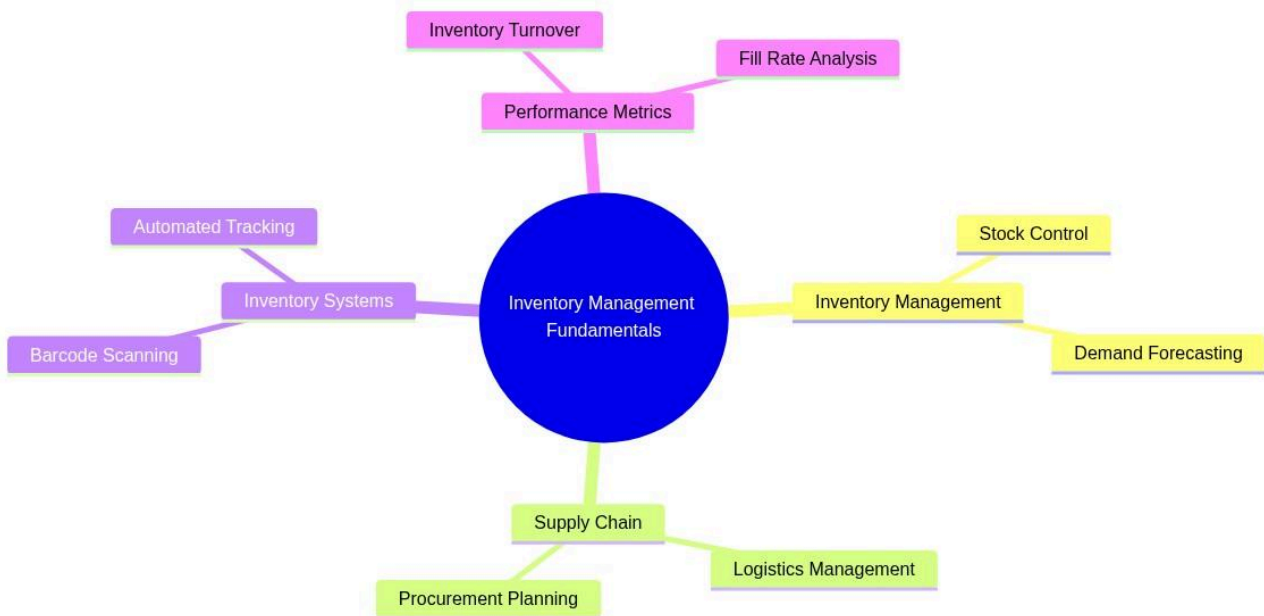 Inventory Turnover
Fill Rate Analysis
Performance Metrics
Automated Tracking
Stock Control
Inventory Systems
Inventory Management
Fundamentals
Inventory Management
Barcode Scanning
Demand Forecasting
Supply Chain
Logistics Management
Procurement Planning